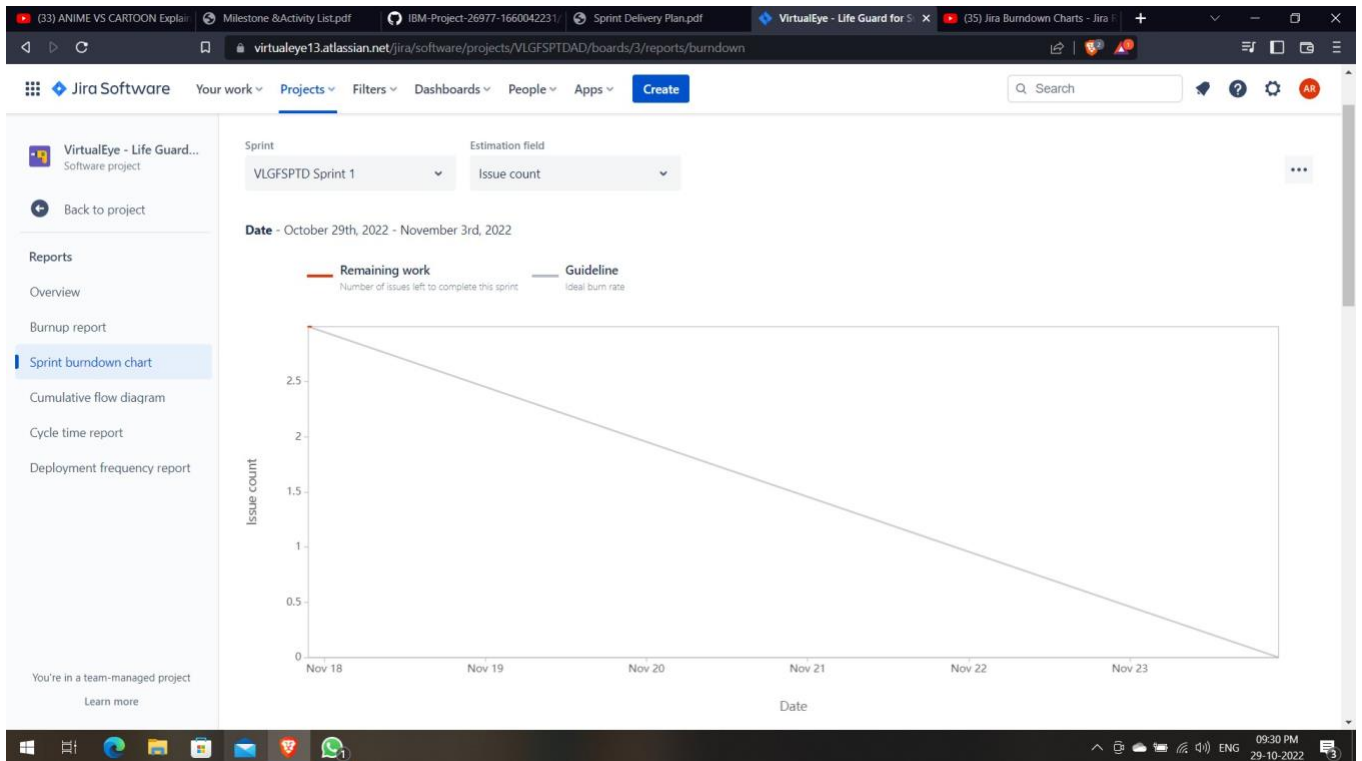 (33) ANIME VS CARTOON Explain
Milestone &Activity List.pdf
IBM-Project-26977-1660042231/
Sprint Delivery Plan.pdf
VirtualEye - Life Guard for S
(35) Jira Burndown Charts - Jira
virtualeye13.atlassian.net/jira/software/projects/VLGFSPTDAD/boards/3/reports/burndown
Jira Software
Your work
Projects
Filters
Dashboards
People
Apps
Create
Search
AR
VirtualEye - Life Guard...
Software project
Back to project
Reports
Overview
Burnup report
Sprint burndown chart
Cumulative flow diagram
Cycle time report
Deployment frequency report
You're in a team-managed project
Learn more
Sprint
Estimation field
VLGFSPTD Sprint 1
Issue count
Date - October 29th, 2022 - November 3rd, 2022
Remaining work
Number of issues left to complete this sprint
Guideline
Ideal burn rate
2.5
2
1.5
1
0.5
0
Issue count
Nov 18
Nov 19
Nov 20
Nov 21
Nov 22
Nov 23
Date
ENG
09:30 PM
29-10-2022
3